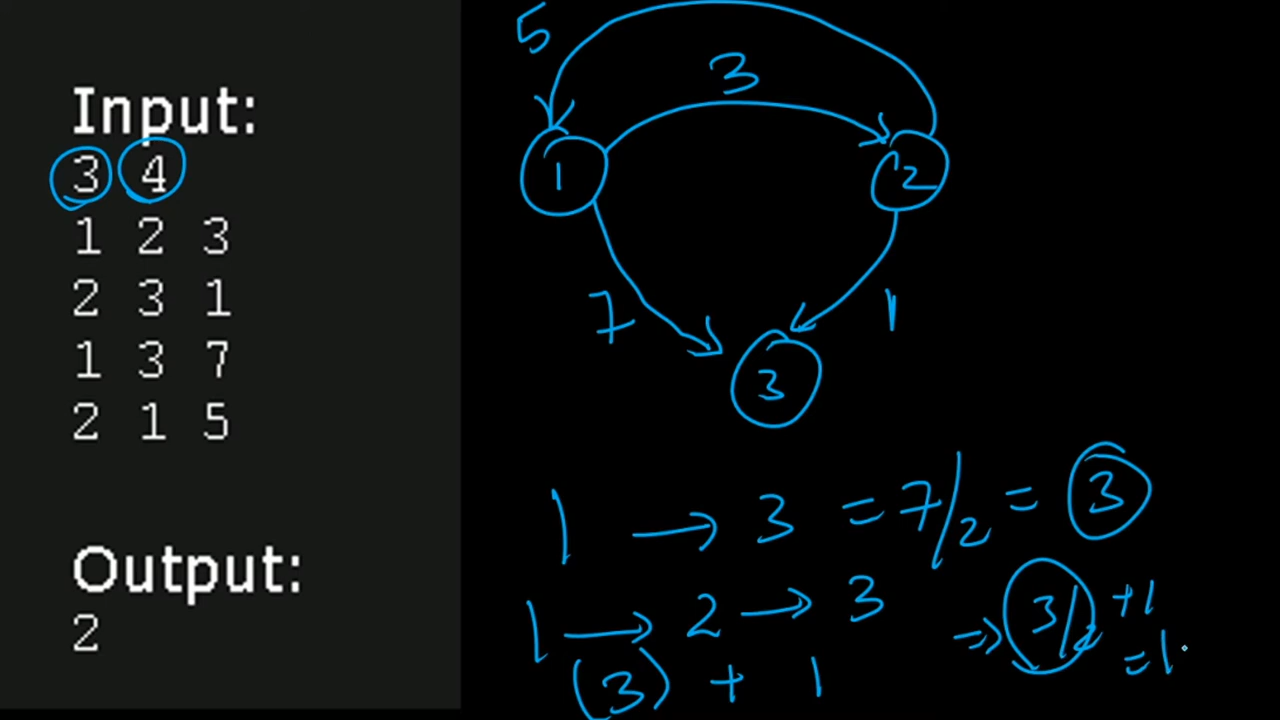 Input:
3 4
1 2 3
2 3 1
1 3 7
2 1 5
Output:
2
5
3
1
2
7
1
3
1 → 3 = 7/2 = 3
1 → 2 → 3 ⇒ 3/2 +1
(3) + 1 = 1